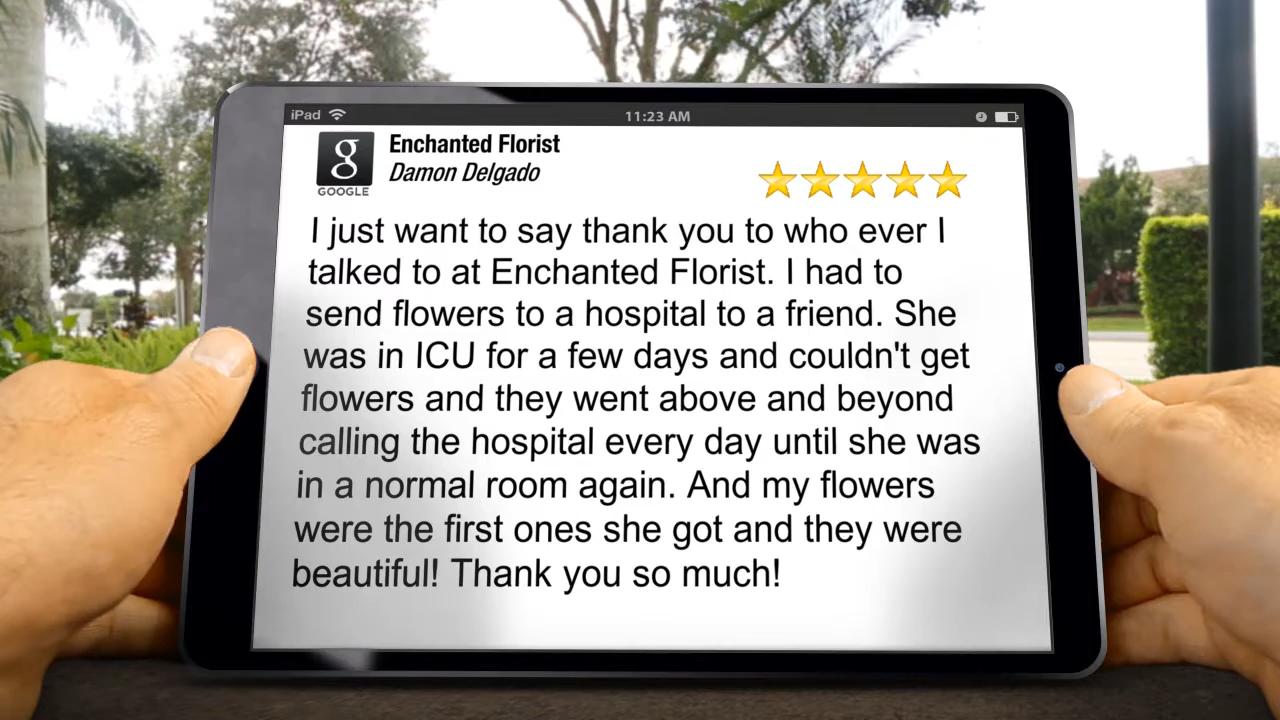 iPad
11:23 AM
g
GOOGLE
Enchanted Florist
Damon Delgado
I just want to say thank you to who ever I
talked to at Enchanted Florist. I had to
send flowers to a hospital to a friend. She
was in ICU for a few days and couldn't get
flowers and they went above and beyond
calling the hospital every day until she was
in a normal room again. And my flowers
were the first ones she got and they were
beautiful! Thank you so much!